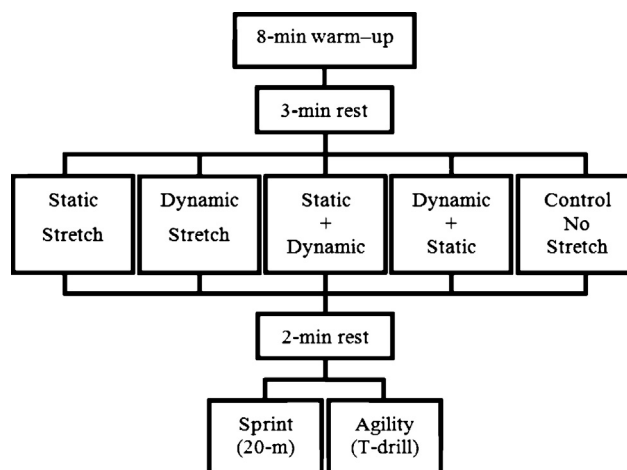 8-min warm–up
3-min rest
Static
Stretch
Dynamic
Stretch
Static
+
Dynamic
Dynamic
+
Static
Control
No
Stretch
2-min rest
Sprint
(20-m)
Agility
(T-drill)